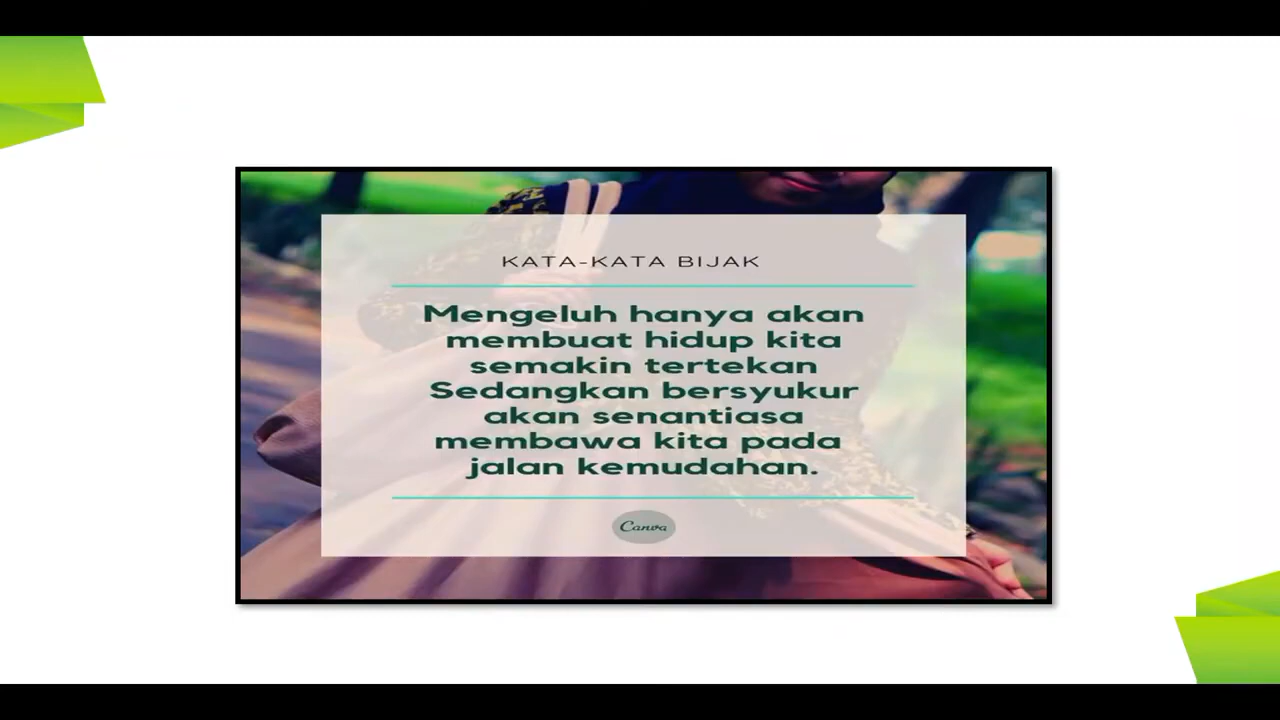 KATA-KATA BIJAK
Mengeluh hanya akan
membuat hidup kita
semakin tertekan
Sedangkan bersyukur
akan senantiasa
membawa kita pada
jalan kemudahan.
Canva